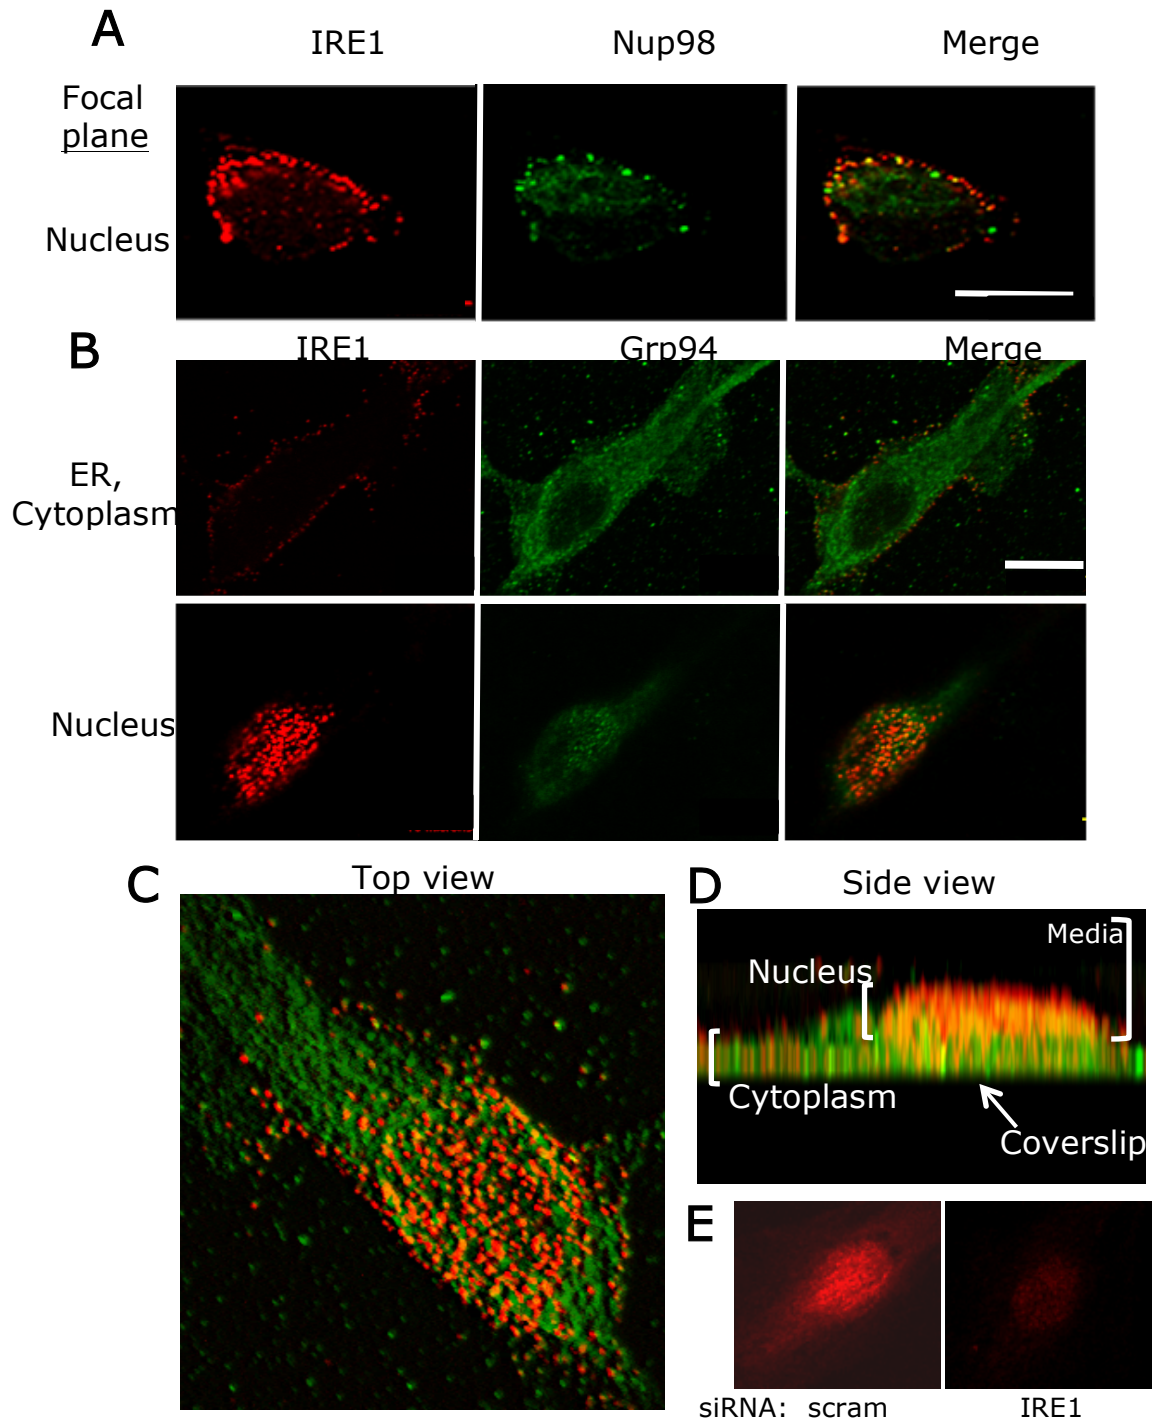 A
IRE1 Nup98 Merge
Focal
plane
Nucleus
B
IRE1 Grp94 Merge
ER,
Cytoplasm
Nucleus
C
Top view
D
Side view
Media
Nucleus
Cytoplasm
Coverslip
E
siRNA: scram IRE1